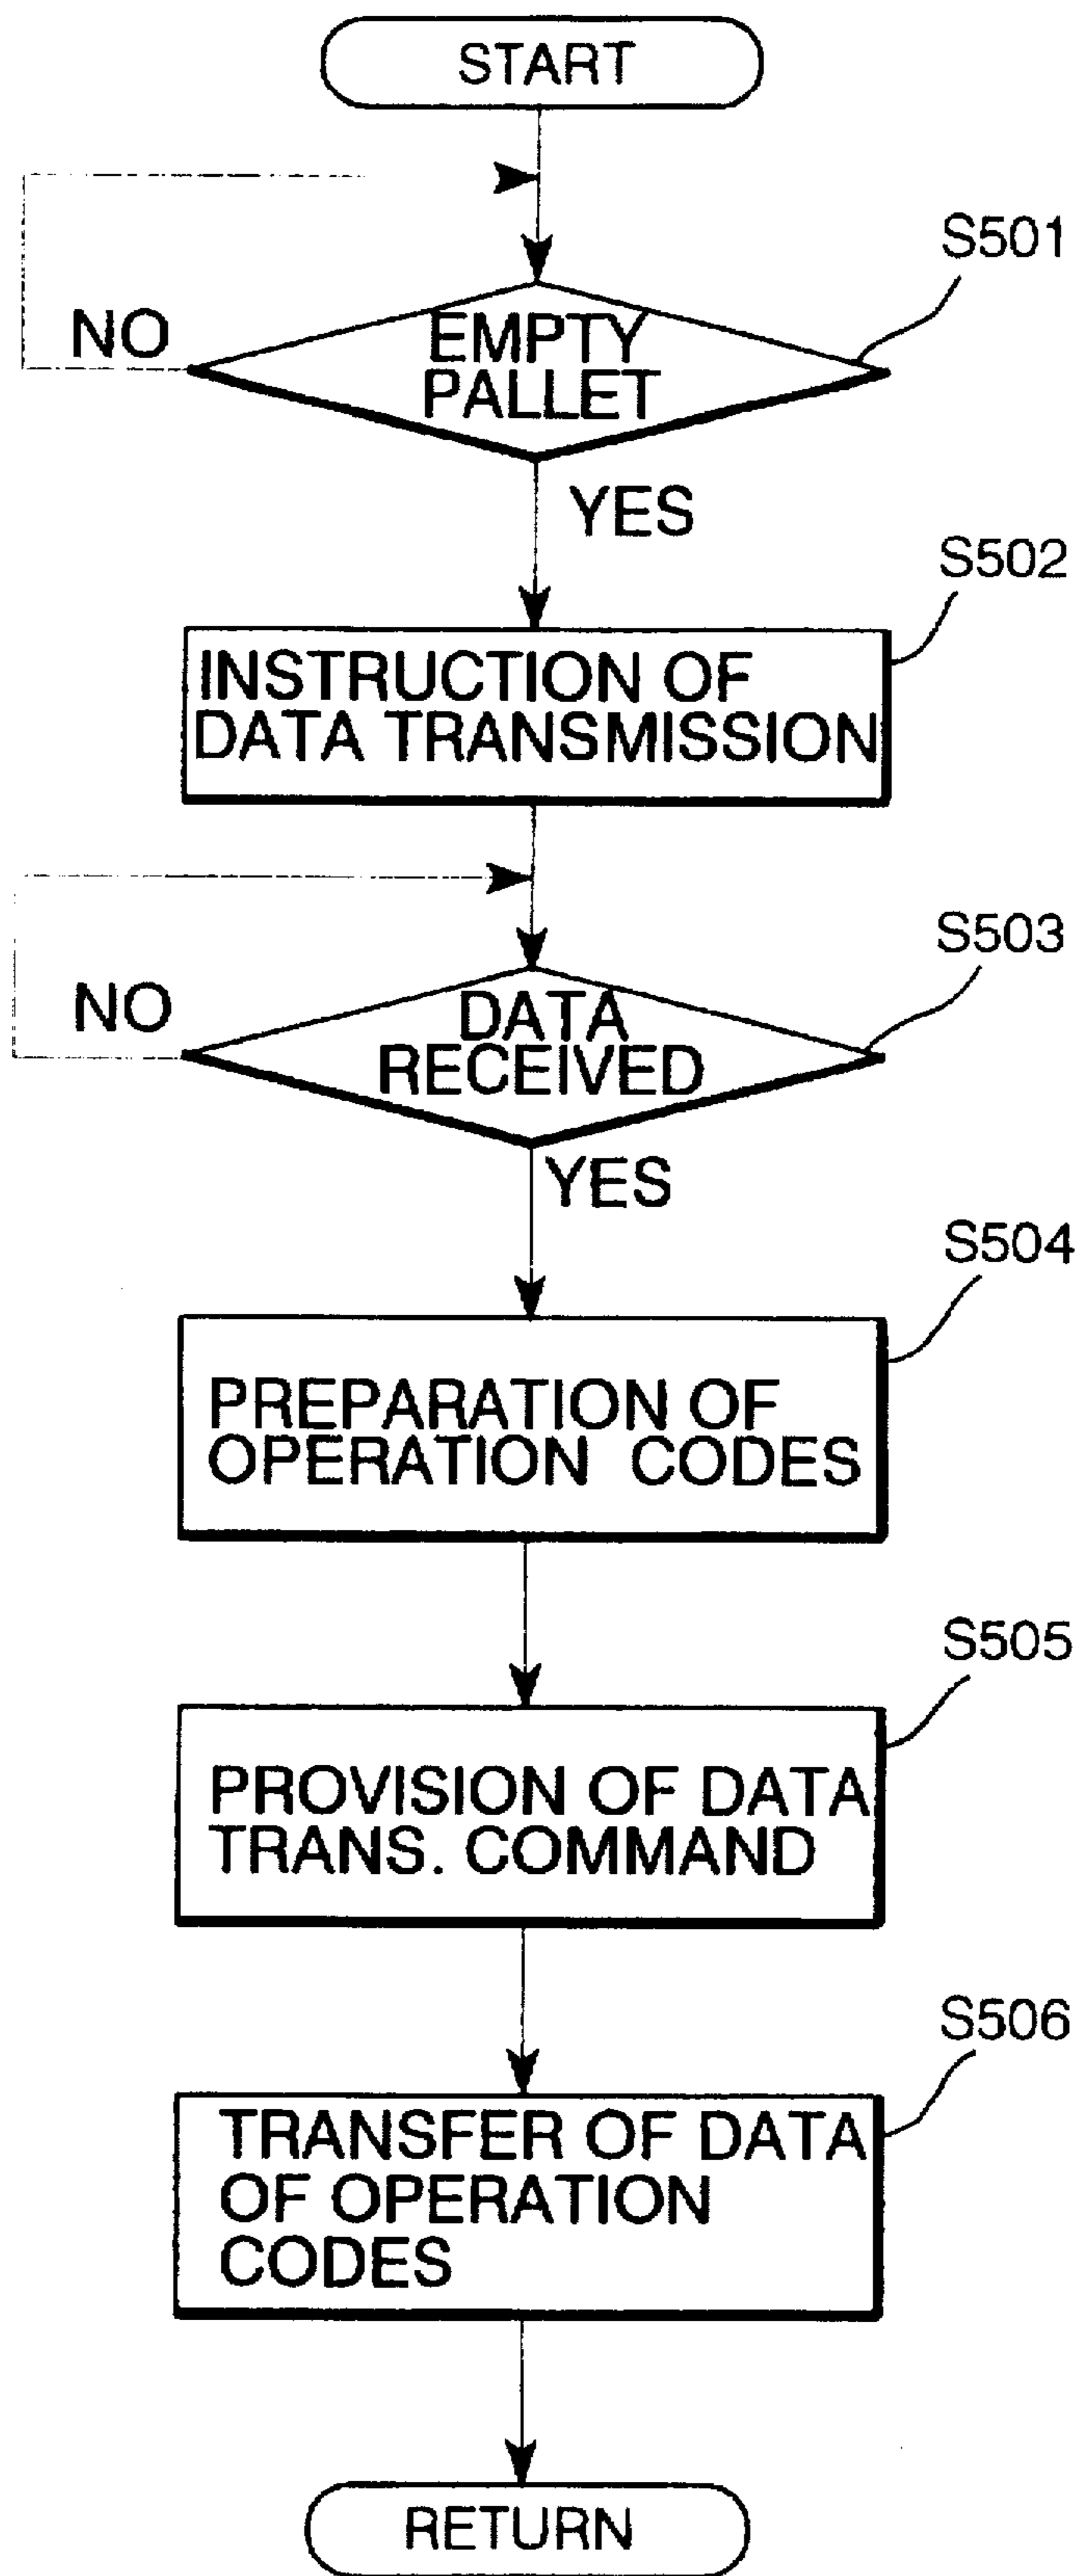 START
S501
NO
EMPTY
PALLET
YES
S502
INSTRUCTION OF
DATA TRANSMISSION
S503
NO
DATA
RECEIVED
YES
S504
PREPARATION OF
OPERATION CODES
S505
PROVISION OF DATA
TRANS. COMMAND
S506
TRANSFER OF DATA
OF OPERATION
CODES
RETURN